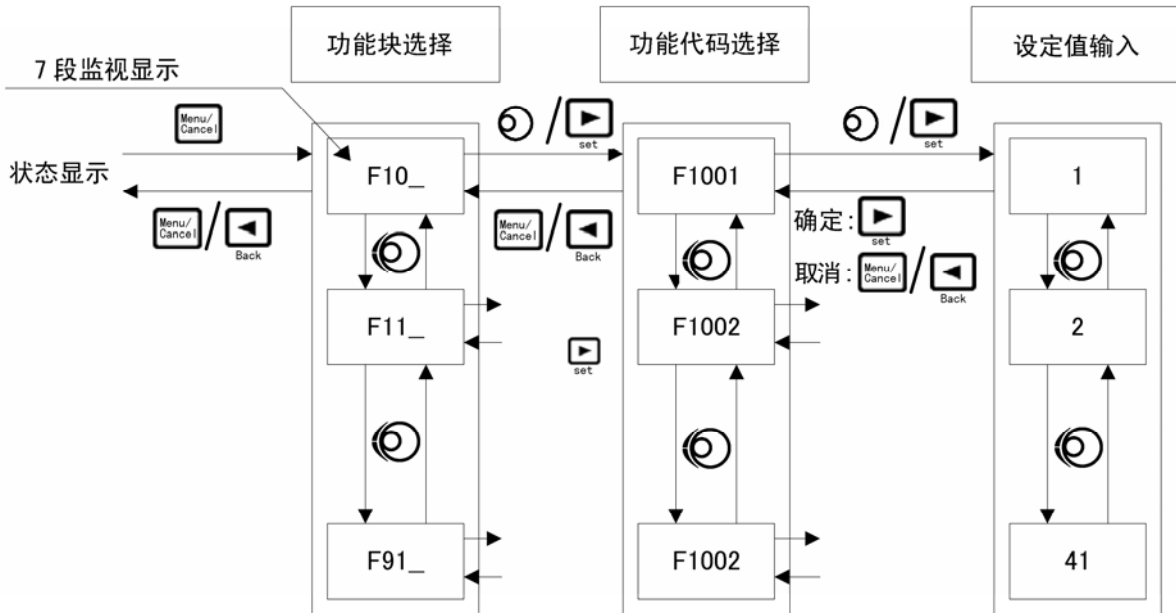 功能块选择
功能代码选择
设定值输入
7段监视显示
Menu/
Cancel
set
set
状态显示
F10_
F1001
1
Menu/
Cancel
Back
Menu/
Cancel
Back
确定:
set
取消:
Menu/
Cancel
Back
F11_
F1002
2
set
F91_
F1002
41